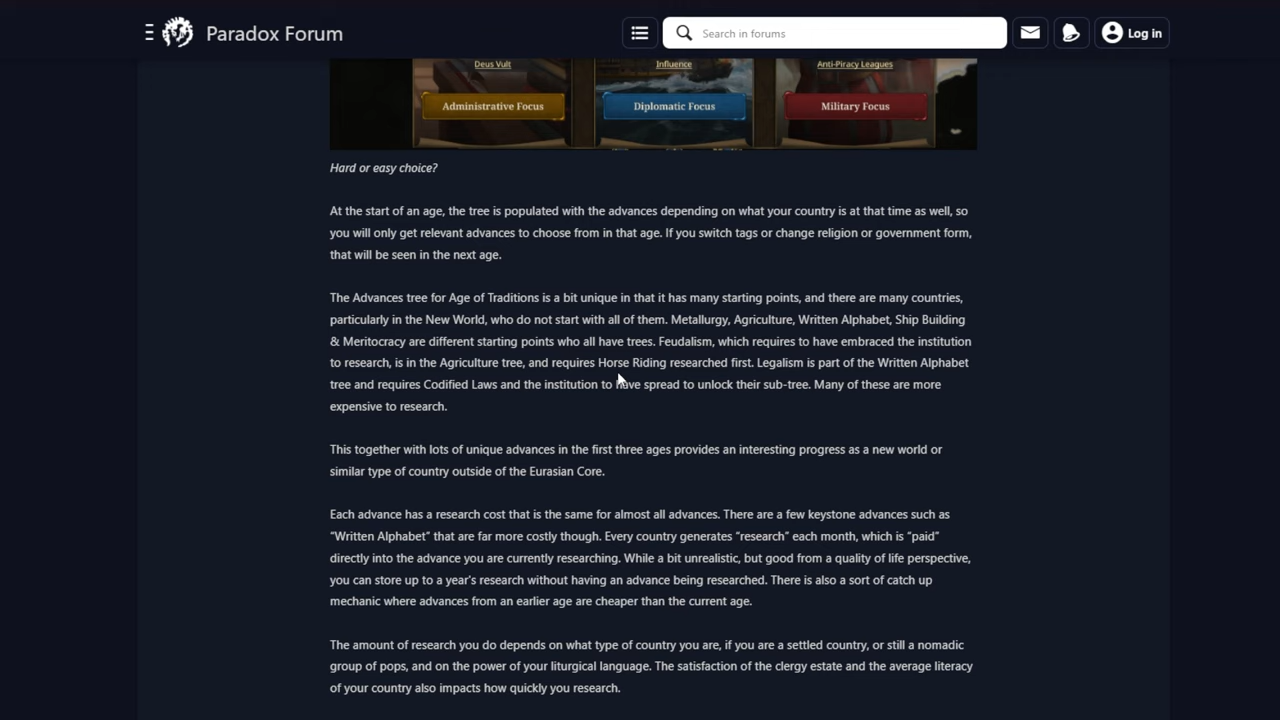 Paradox Forum
Search in forums
Log in
Deus Vult
Influence
Anti-Piracy Leagues
Administrative Focus
Diplomatic Focus
Military Focus
Hard or easy choice?
At the start of an age, the tree is populated with the advances depending on what your country is at that time as well, so
you will only get relevant advances to choose from in that age. If you switch tags or change religion or government form,
that will be seen in the next age.
The Advances tree for Age of Traditions is a bit unique in that it has many starting points, and there are many countries,
particularly in the New World, who do not start with all of them. Metallurgy, Agriculture, Written Alphabet, Ship Building
& Meritocracy are different starting points who all have trees. Feudalism, which requires to have embraced the institution
to research, is in the Agriculture tree, and requires Horse Riding researched first. Legalism is part of the Written Alphabet
tree and requires Codified Laws and the institution to have spread to unlock their sub-tree. Many of these are more
expensive to research.
This together with lots of unique advances in the first three ages provides an interesting progress as a new world or
similar type of country outside of the Eurasian Core.
Each advance has a research cost that is the same for almost all advances. There are a few keystone advances such as
“Written Alphabet” that are far more costly though. Every country generates “research” each month, which is “paid”
directly into the advance you are currently researching. While a bit unrealistic, but good from a quality of life perspective,
you can store up to a year’s research without having an advance being researched. There is also a sort of catch up
mechanic where advances from an earlier age are cheaper than the current age.
The amount of research you do depends on what type of country you are, if you are a settled country, or still a nomadic
group of pops, and on the power of your liturgical language. The satisfaction of the clergy estate and the average literacy
of your country also impacts how quickly you research.